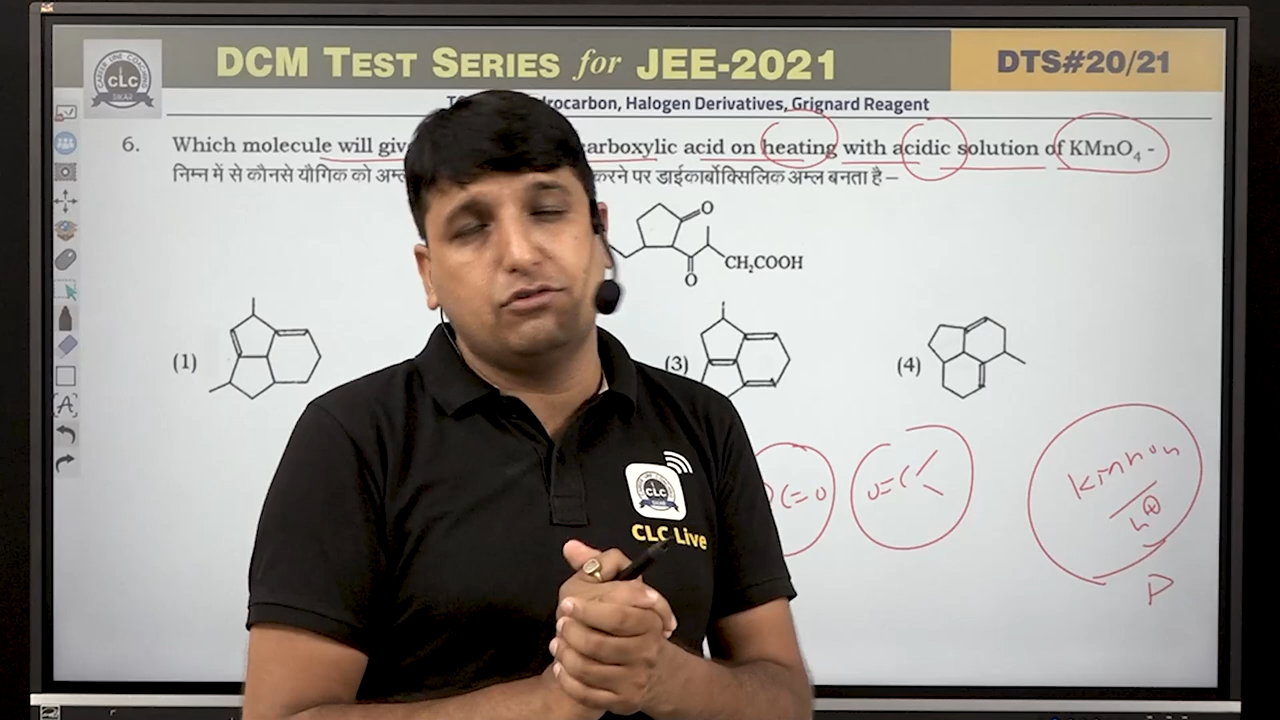 DCM TEST SERIES for JEE-2021
DTS#20/21
CLC
SIKAR
rocarbon, Halogen Derivatives, Grignard Reagent
6. Which molecule will giv arboxylic acid on heating with acidic solution of KMnO₄ -
निम्न में से कौनसे यौगिक को अम्ल करने पर डाईकार्बोक्सिलिक अम्ल बनता है –
O
CH₂COOH
O
(1)
(3)
(4)
C=O
O=C
H⊕
P
CLC
CLC Live